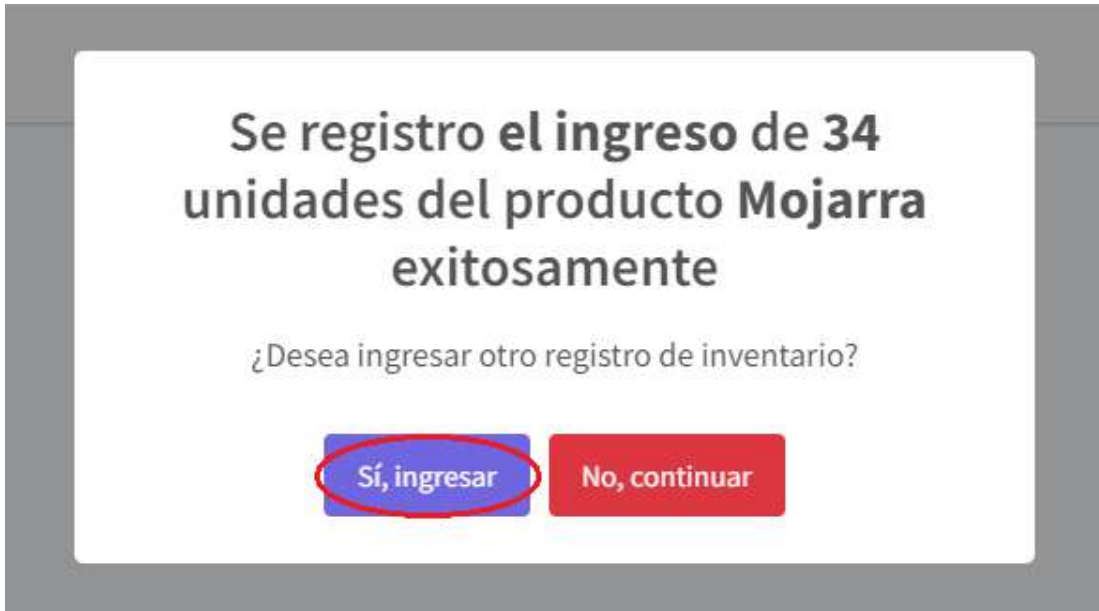 Se registro el ingreso de 34
unidades del producto Mojarra
exitosamente
¿Desea ingresar otro registro de inventario?
Sí, ingresar
No, continuar